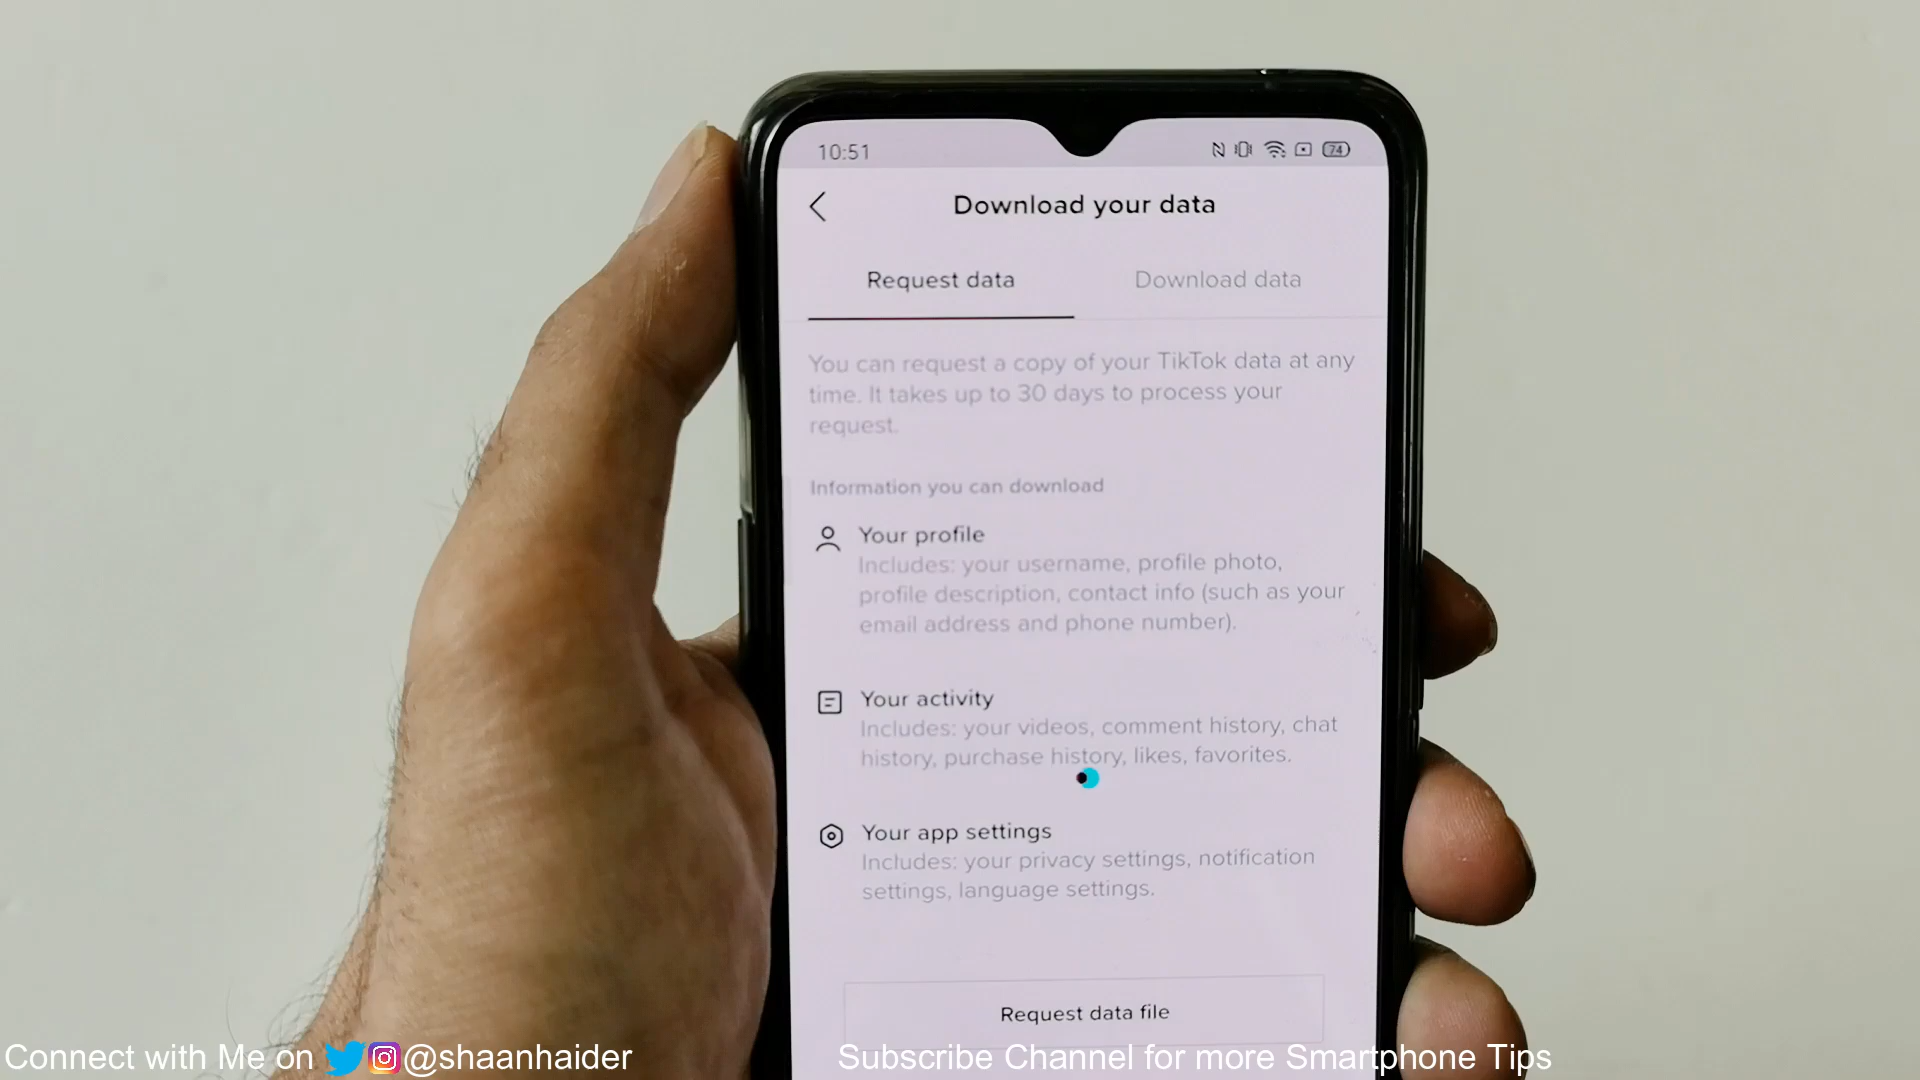 10:51
74
Download your data
Request data
Download data
You can request a copy of your TikTok data at any
time. It takes up to 30 days to process your
request.
Information you can download
Your profile
Includes: your username, profile photo,
profile description, contact info (such as your
email address and phone number).
Your activity
Includes: your videos, comment history, chat
history, purchase history, likes, favorites.
Your app settings
Includes: your privacy settings, notification
settings, language settings.
Request data file
Connect with Me on @shaanhaider
Subscribe Channel for more Smartphone Tips